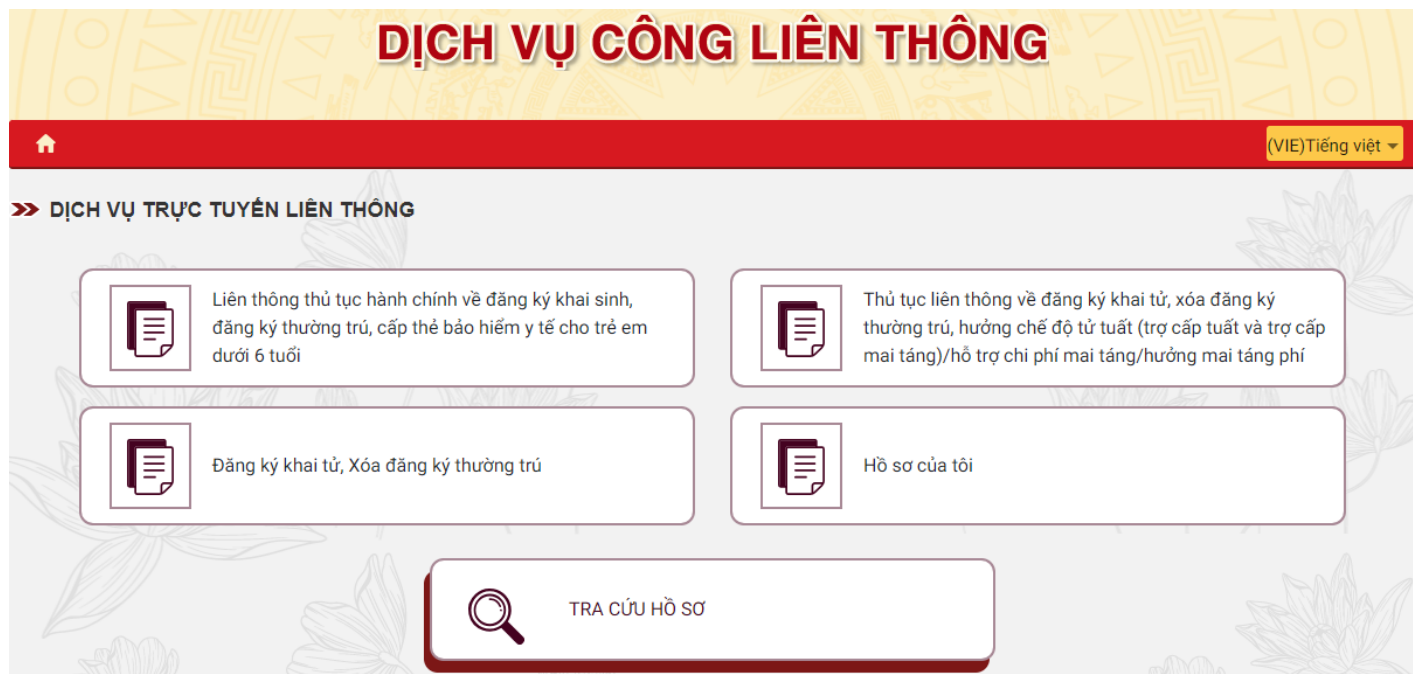 DỊCH VỤ CÔNG LIÊN THÔNG
(VIE)Tiếng việt
DỊCH VỤ TRỰC TUYẾN LIÊN THÔNG
Liên thông thủ tục hành chính về đăng ký khai sinh,
đăng ký thường trú, cấp thẻ bảo hiểm y tế cho trẻ em
dưới 6 tuổi
Thủ tục liên thông về đăng ký khai tử, xóa đăng ký
thường trú, hưởng chế độ tử tuất (trợ cấp tuất và trợ cấp
mai táng)/hỗ trợ chi phí mai táng/hưởng mai táng phí
Đăng ký khai tử, Xóa đăng ký thường trú
Hồ sơ của tôi
TRA CỨU HỒ SƠ